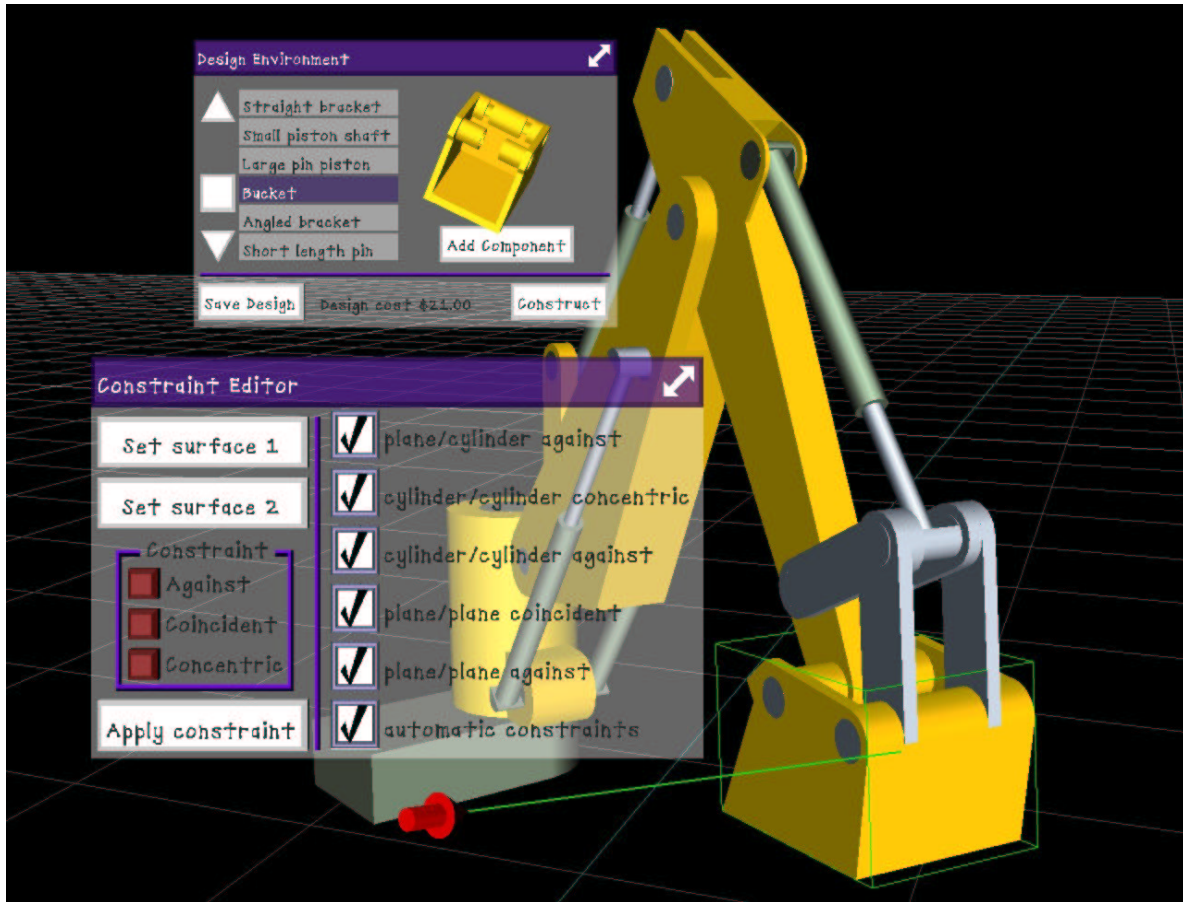 Design Environment
Straight bracket
Small piston shaft
Large pin piston
Bucket
Angled bracket
Short length pin
Add Component
Save Design
Design cost $21.00
Construct
Constraint Editor
Set surface 1
Set surface 2
Constraint
Against
Coincident
Concentric
Apply constraint
plane/cylinder against
cylinder/cylinder concentric
cylinder/cylinder against
plane/plane coincident
plane/plane against
automatic constraints